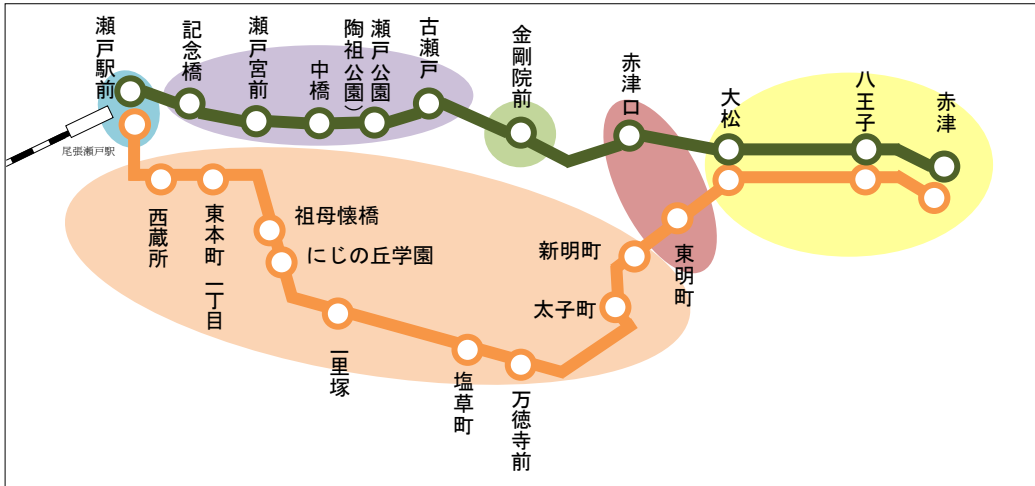 瀬戸駅前
記念橋
瀬戸宮前
中橋
瀬戸公園
(陶祖公園)
古瀬戸
金剛院前
赤津口
大松
八王子
赤津
尾張瀬戸駅
西蔵所
東本町一丁目
祖母懐橋
にじの丘学園
一里塚
塩草町
万徳寺前
太子町
新明町
東明町